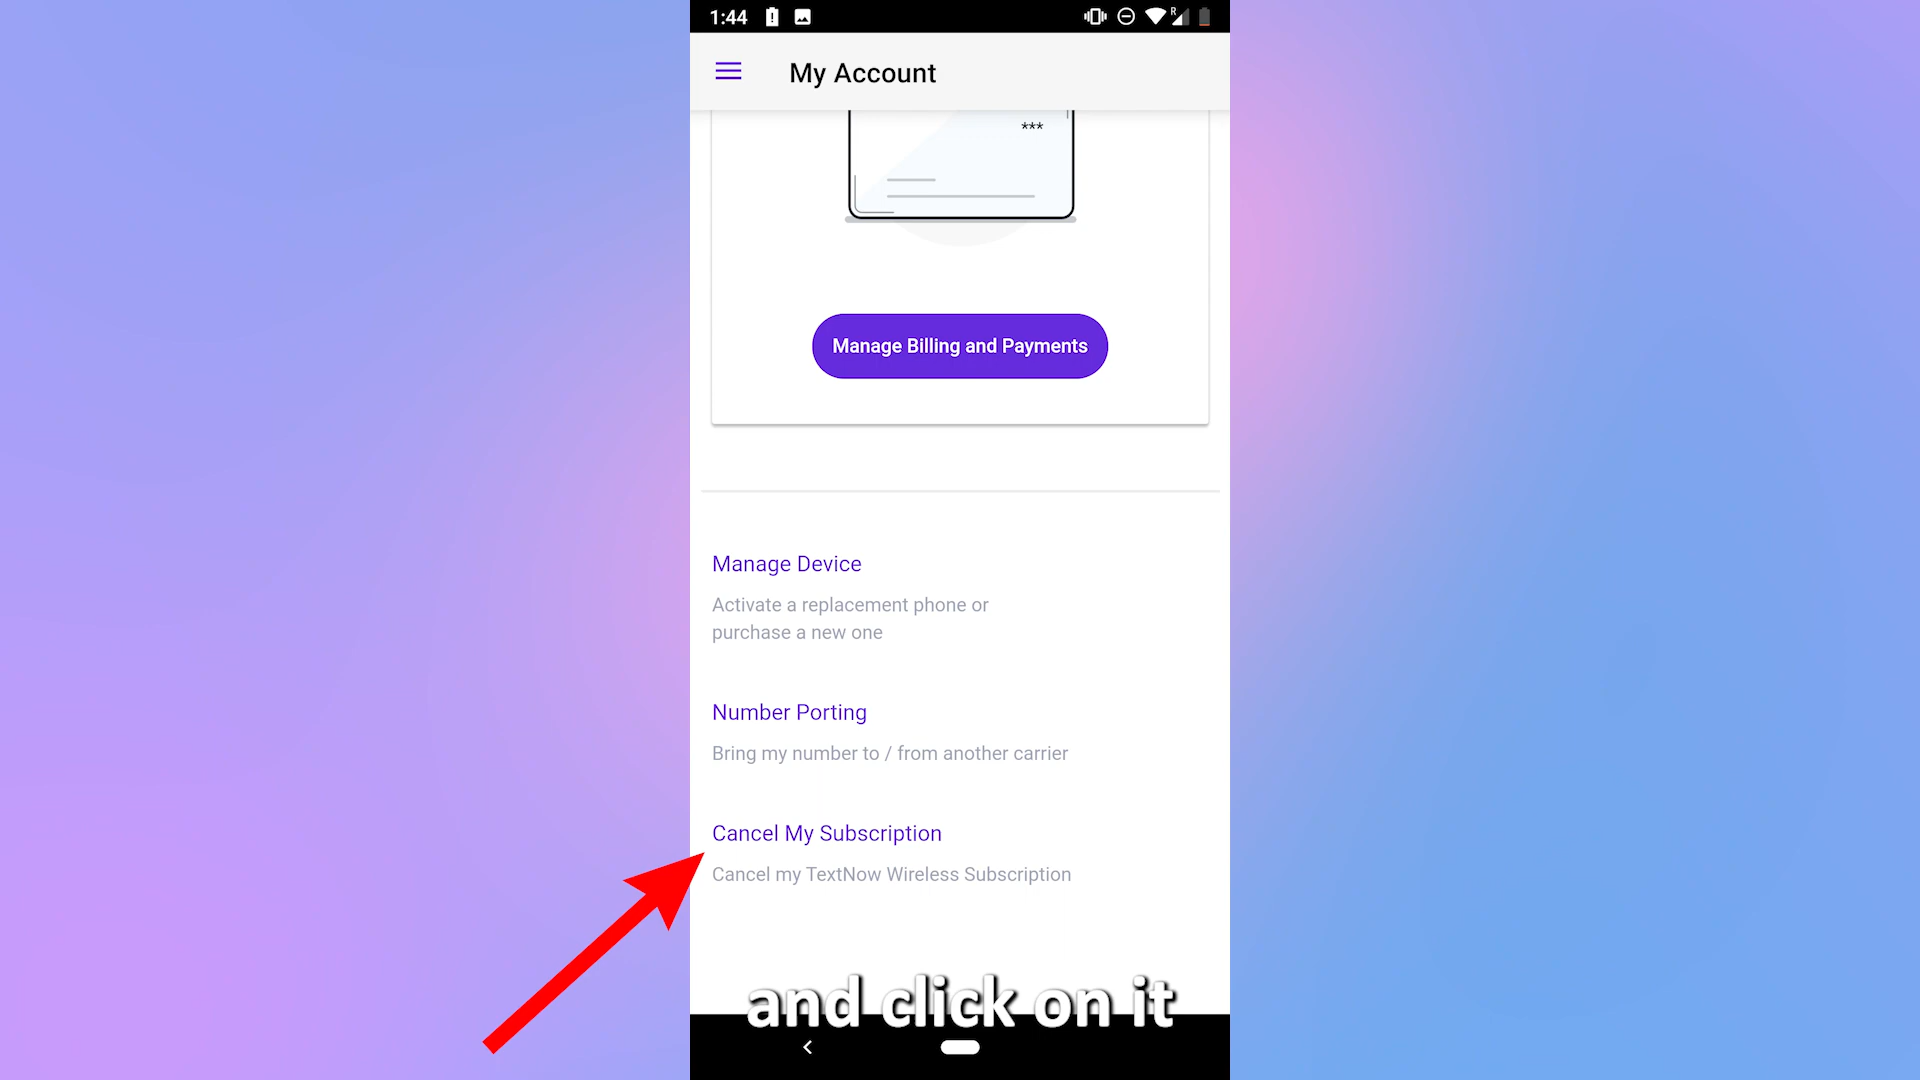 1:44
R
My Account
***
Manage Billing and Payments
Manage Device
Activate a replacement phone or
purchase a new one
Number Porting
Bring my number to / from another carrier
Cancel My Subscription
Cancel my TextNow Wireless Subscription
and click on it